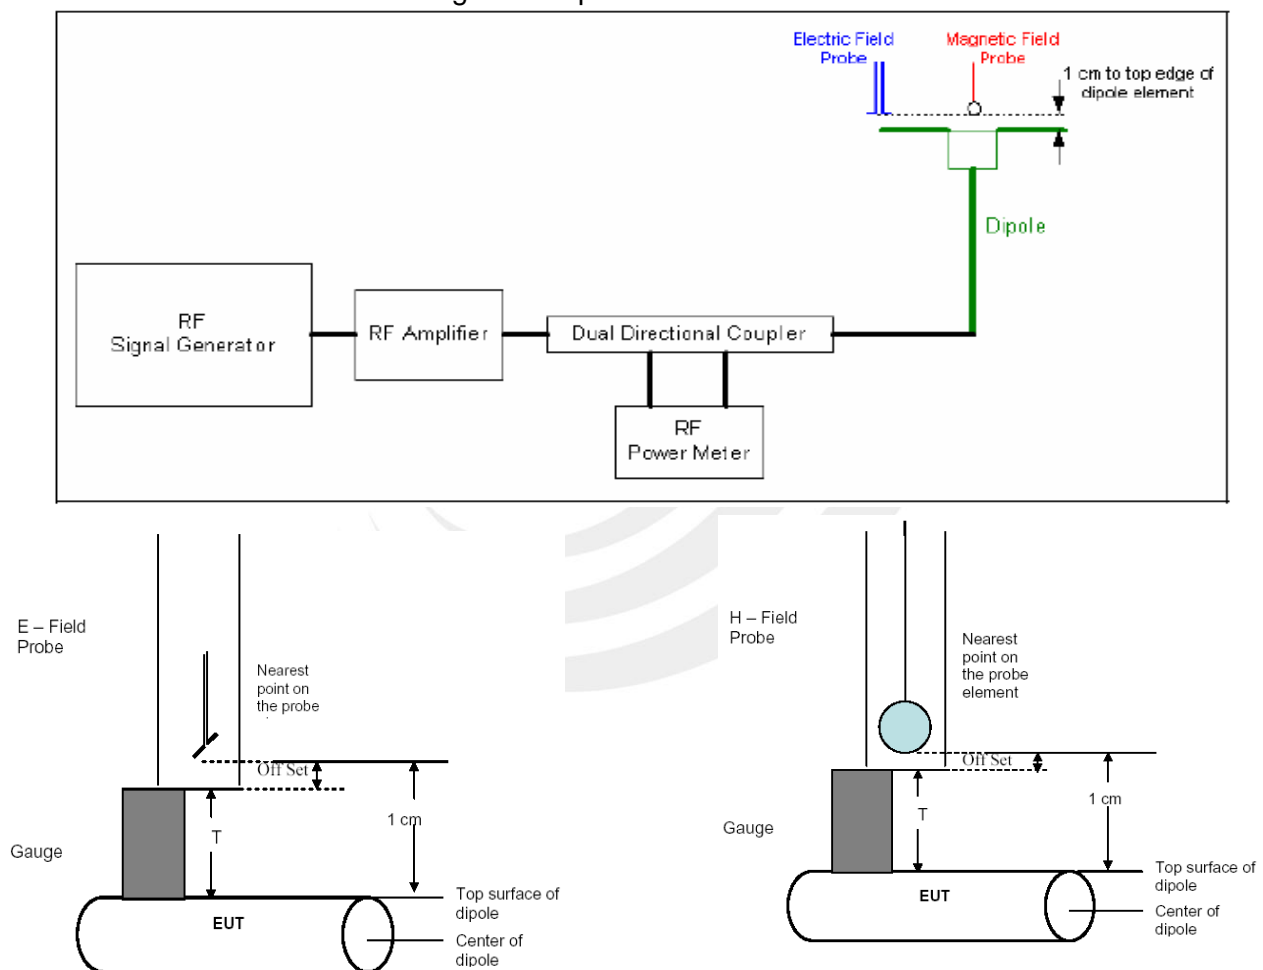 Electric Field
Probe
Magnetic Field
Probe
1 cm to top edge of
dipole element
Dipole
RF
Signal Generator
RF Amplifier
Dual Directional Coupler
RF
Power Meter
E – Field
Probe
Nearest
point on
the probe
Off Set
1 cm
T
Gauge
EUT
Top surface of
dipole
Center of
dipole
H – Field
Probe
Nearest
point on
the probe
element
Off Set
1 cm
T
Gauge
EUT
Top surface of
dipole
Center of
dipole